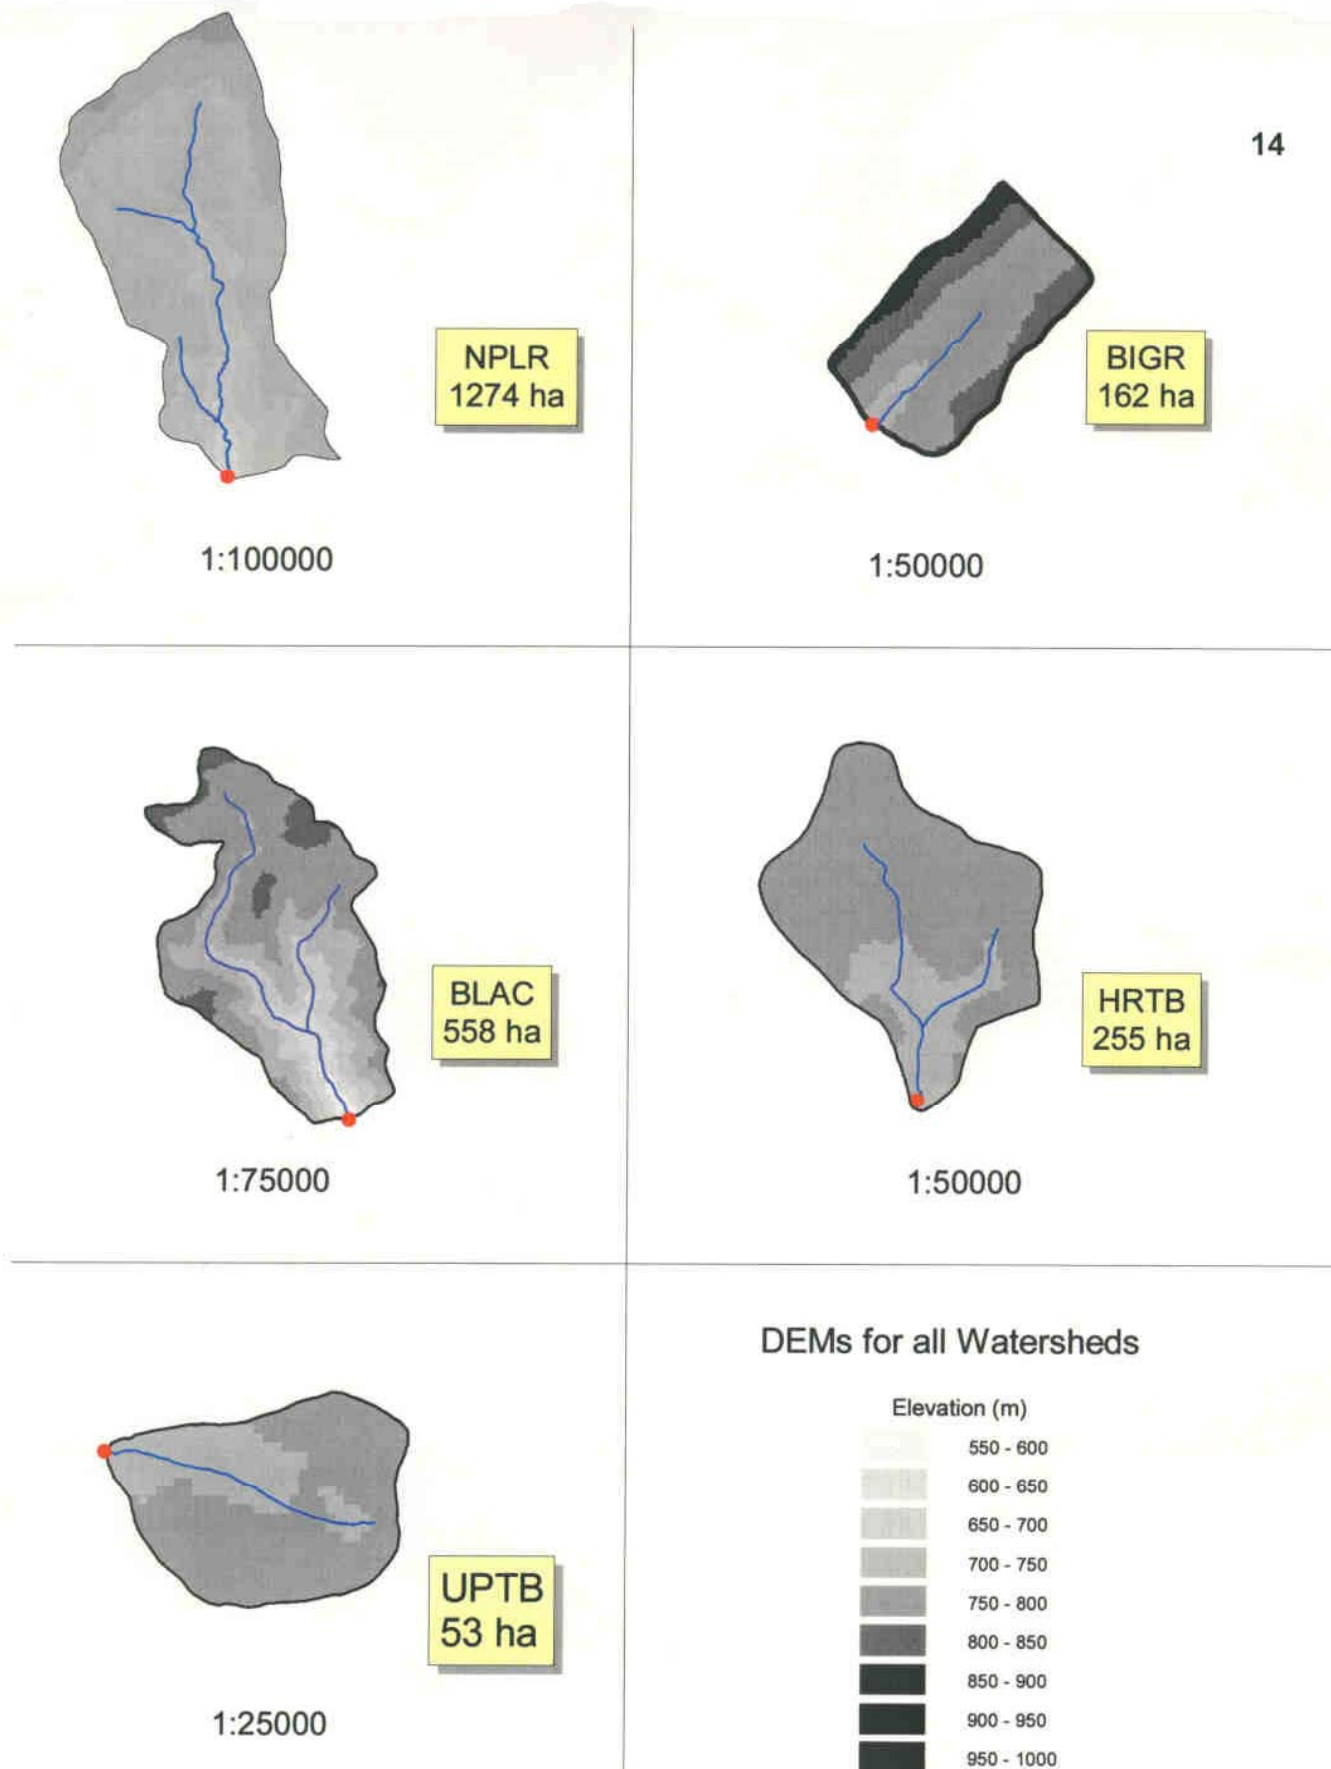 14
NPLR
1274 ha
1:100000
BIGR
162 ha
1:50000
BLAC
558 ha
1:75000
HRTB
255 ha
1:50000
UPTB
53 ha
1:25000
DEMs for all Watersheds
Elevation (m)
550 - 600
600 - 650
650 - 700
700 - 750
750 - 800
800 - 850
850 - 900
900 - 950
950 - 1000